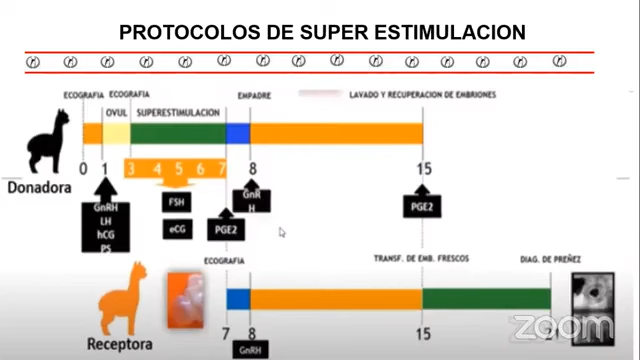 PROTOCOLOS DE SUPER ESTIMULACION
ECOGRAFIA ECOGRAFIA EMPADRE LAVADO Y RECUPERACION DE EMBRIONES
OVUL SUPERESTIMULACION
0 1 3 4 5 6 7 8 15
Donadora
GnRH
LH
hCG
PS
FSH
eCG
PGE2
GnR
H
PGE2
ECOGRAFIA TRANSF. DE EMB. FRESCOS DIAG. DE PREÑEZ
Receptora
7 8 15 21
GnRH
zoom